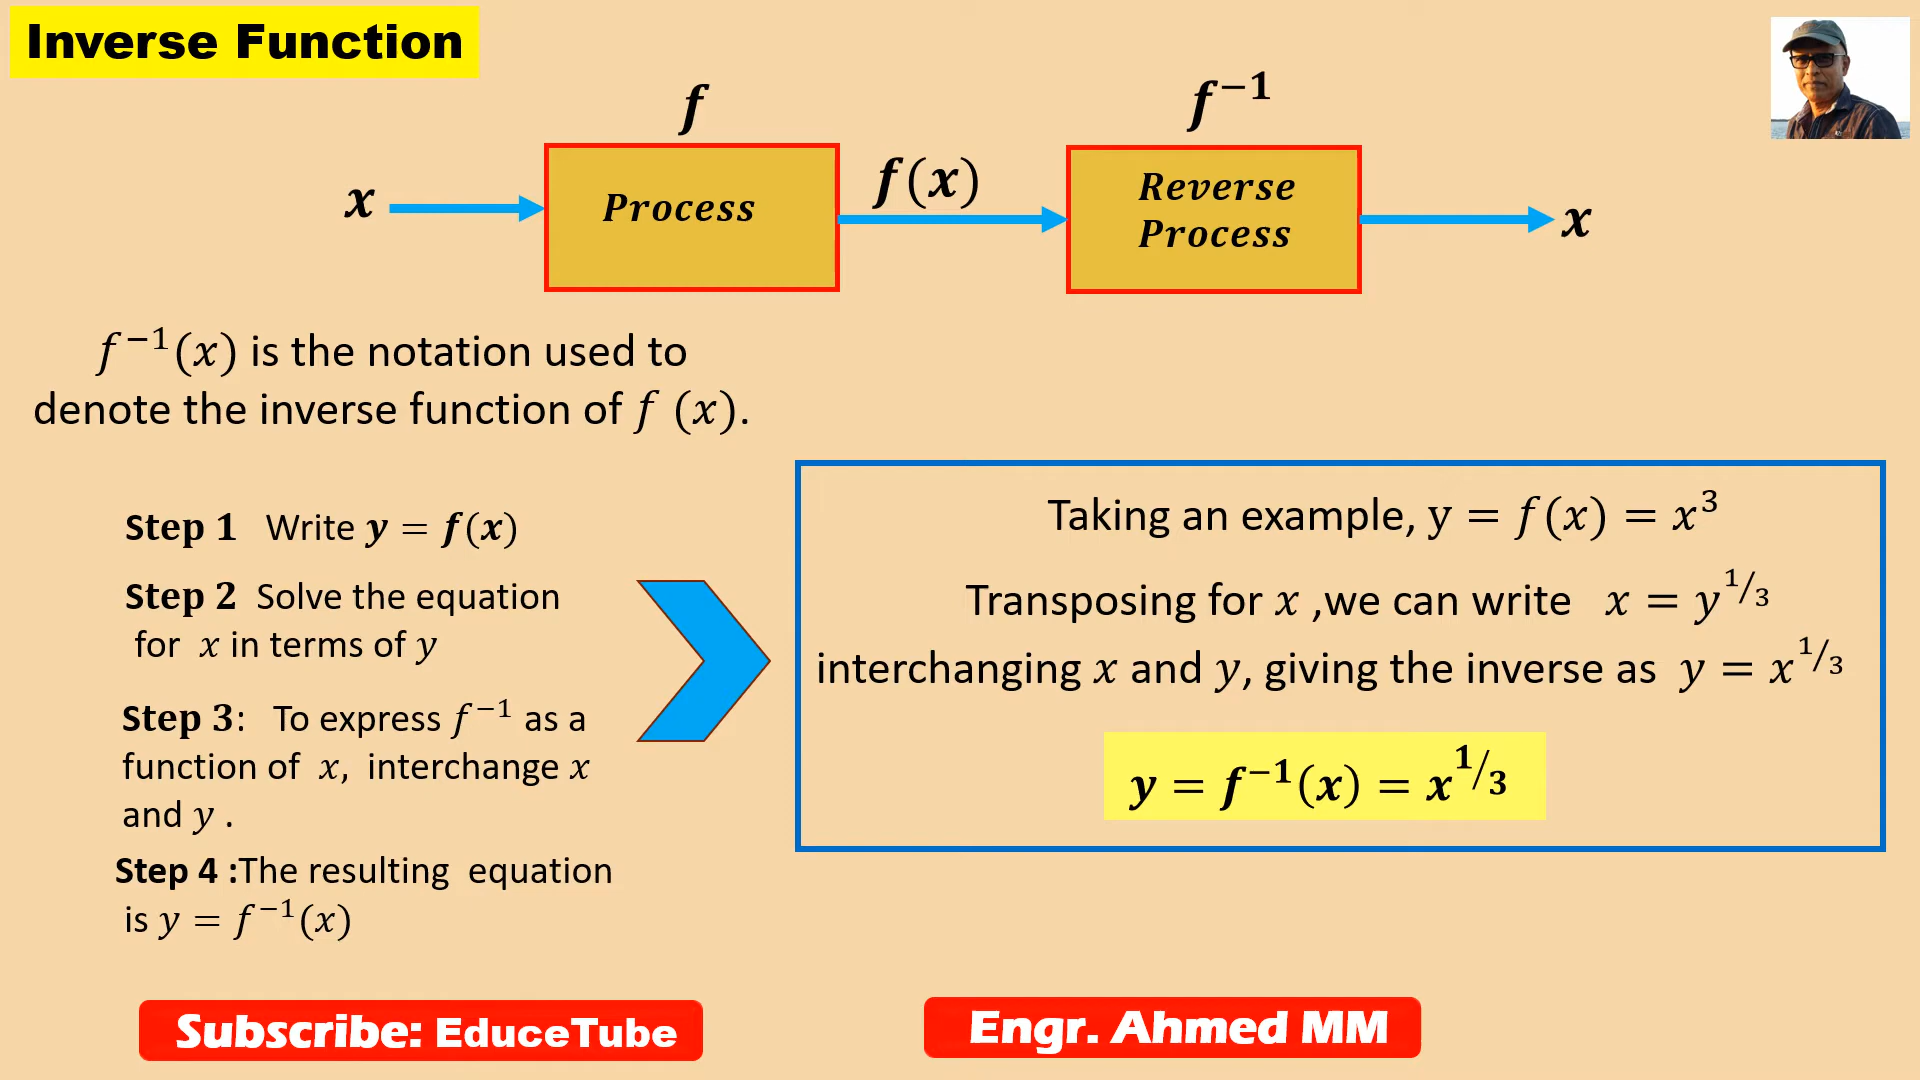 Inverse Function
f
f⁻¹
x
Process
f(x)
Reverse
Process
x
f⁻¹(x) is the notation used to
denote the inverse function of f (x).
Step 1 Write y = f(x)
Step 2 Solve the equation
for x in terms of y
Step 3: To express f⁻¹ as a
function of x, interchange x
and y .
Step 4 :The resulting equation
is y = f⁻¹(x)
Taking an example, y = f(x) = x³
Transposing for x ,we can write x = y^1/3
interchanging x and y, giving the inverse as y = x^1/3
y = f⁻¹(x) = x^1/3
Subscribe: EduceTube
Engr. Ahmed MM